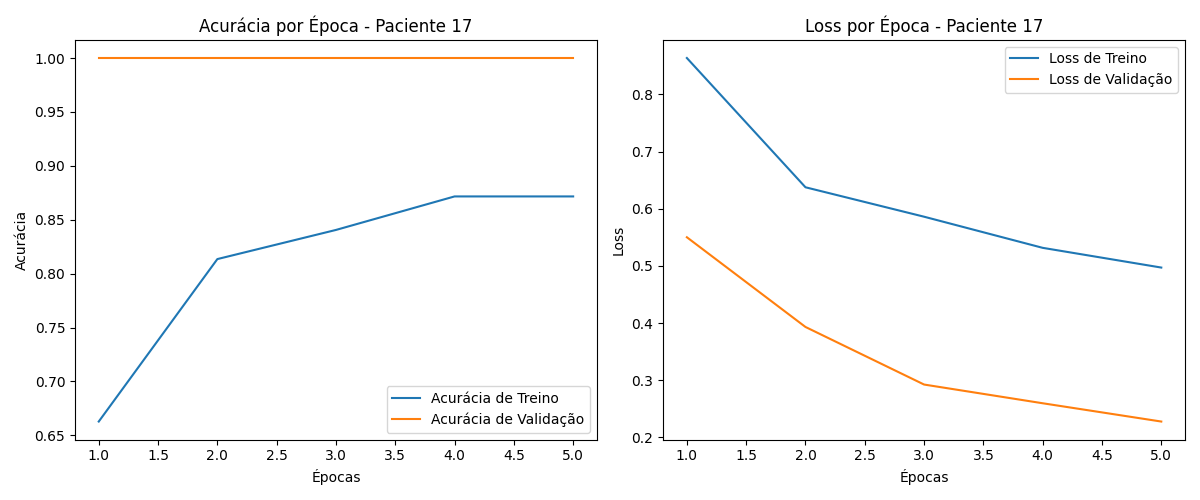 Acurácia por Época - Paciente 17
1.00
0.95
0.90
0.85
0.80
0.75
0.70
0.65
Acurácia
Acurácia de Treino
Acurácia de Validação
1.0 1.5 2.0 2.5 3.0 3.5 4.0 4.5 5.0
Épocas
Loss por Época - Paciente 17
Loss de Treino
Loss de Validação
0.8
0.7
0.6
0.5
0.4
0.3
0.2
Loss
1.0 1.5 2.0 2.5 3.0 3.5 4.0 4.5 5.0
Épocas